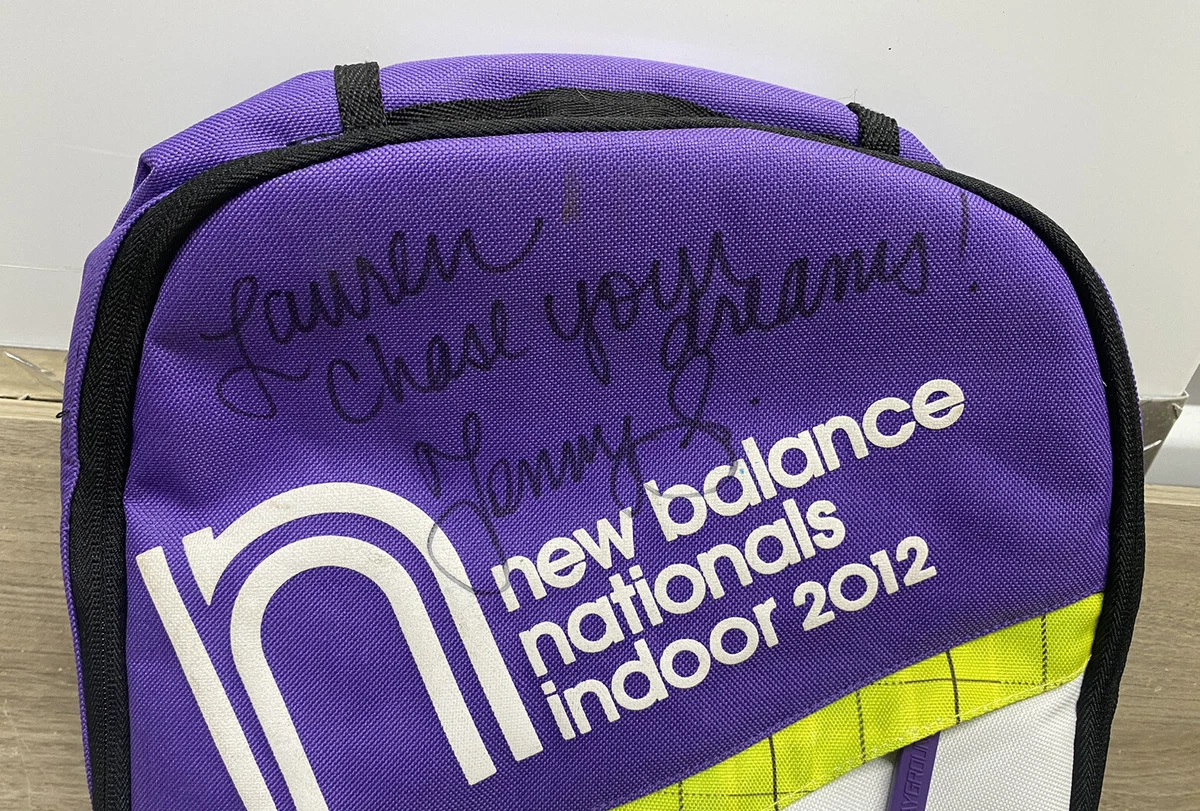 Lauren
Chase your
dreams!
new balance
nationals
indoor 2012